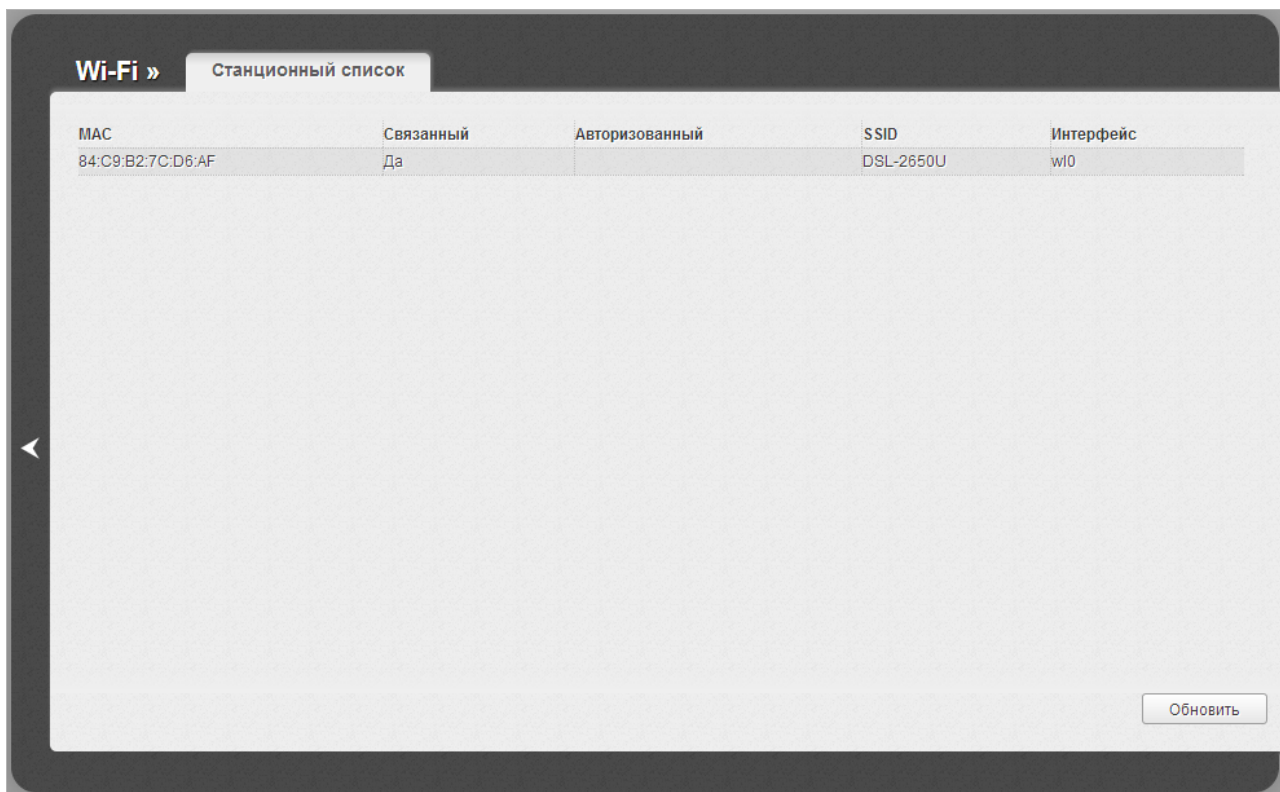 Wi-Fi » Станционный список
MAC Связанный Авторизованный SSID Интерфейс
84:C9:B2:7C:D6:AF Да DSL-2650U wl0
Обновить